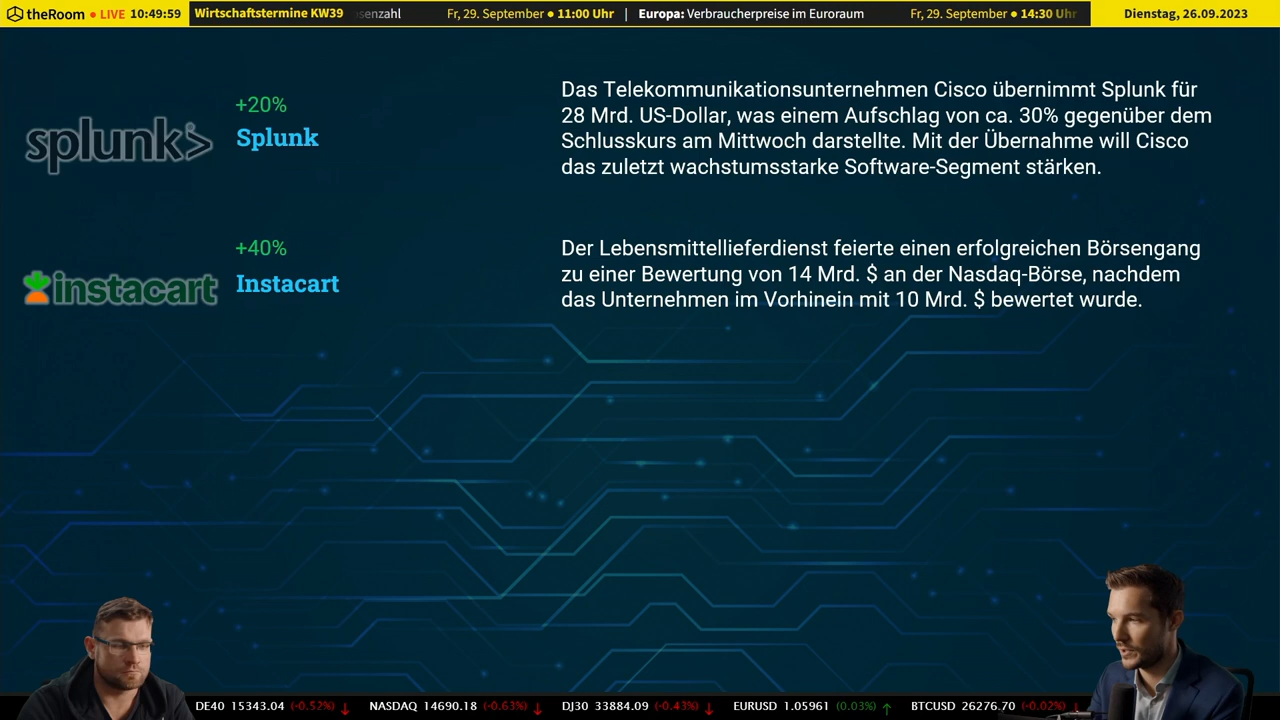 theRoom ● LIVE 10:49:59
Wirtschaftstermine KW39
Fr, 29. September ● 11:00 Uhr | Europa: Verbraucherpreise im Euroraum
Fr, 29. September ● 14:30 Uhr
Dienstag, 26.09.2023
splunk>
+20%
Splunk
Das Telekommunikationsunternehmen Cisco übernimmt Splunk für
28 Mrd. US-Dollar, was einem Aufschlag von ca. 30% gegenüber dem
Schlusskurs am Mittwoch darstellte. Mit der Übernahme will Cisco
das zuletzt wachstumsstarke Software-Segment stärken.
instacart
+40%
Instacart
Der Lebensmittellieferdienst feierte einen erfolgreichen Börsengang
zu einer Bewertung von 14 Mrd. $ an der Nasdaq-Börse, nachdem
das Unternehmen im Vorhinein mit 10 Mrd. $ bewertet wurde.
DE40 15343.04 (-0.52%) ↓ NASDAQ 14690.18 (-0.63%) ↓ DJ30 33884.09 (-0.43%) ↓ EURUSD 1.05961 (0.03%) ↑ BTCUSD 26276.70 (-0.02%) ↓